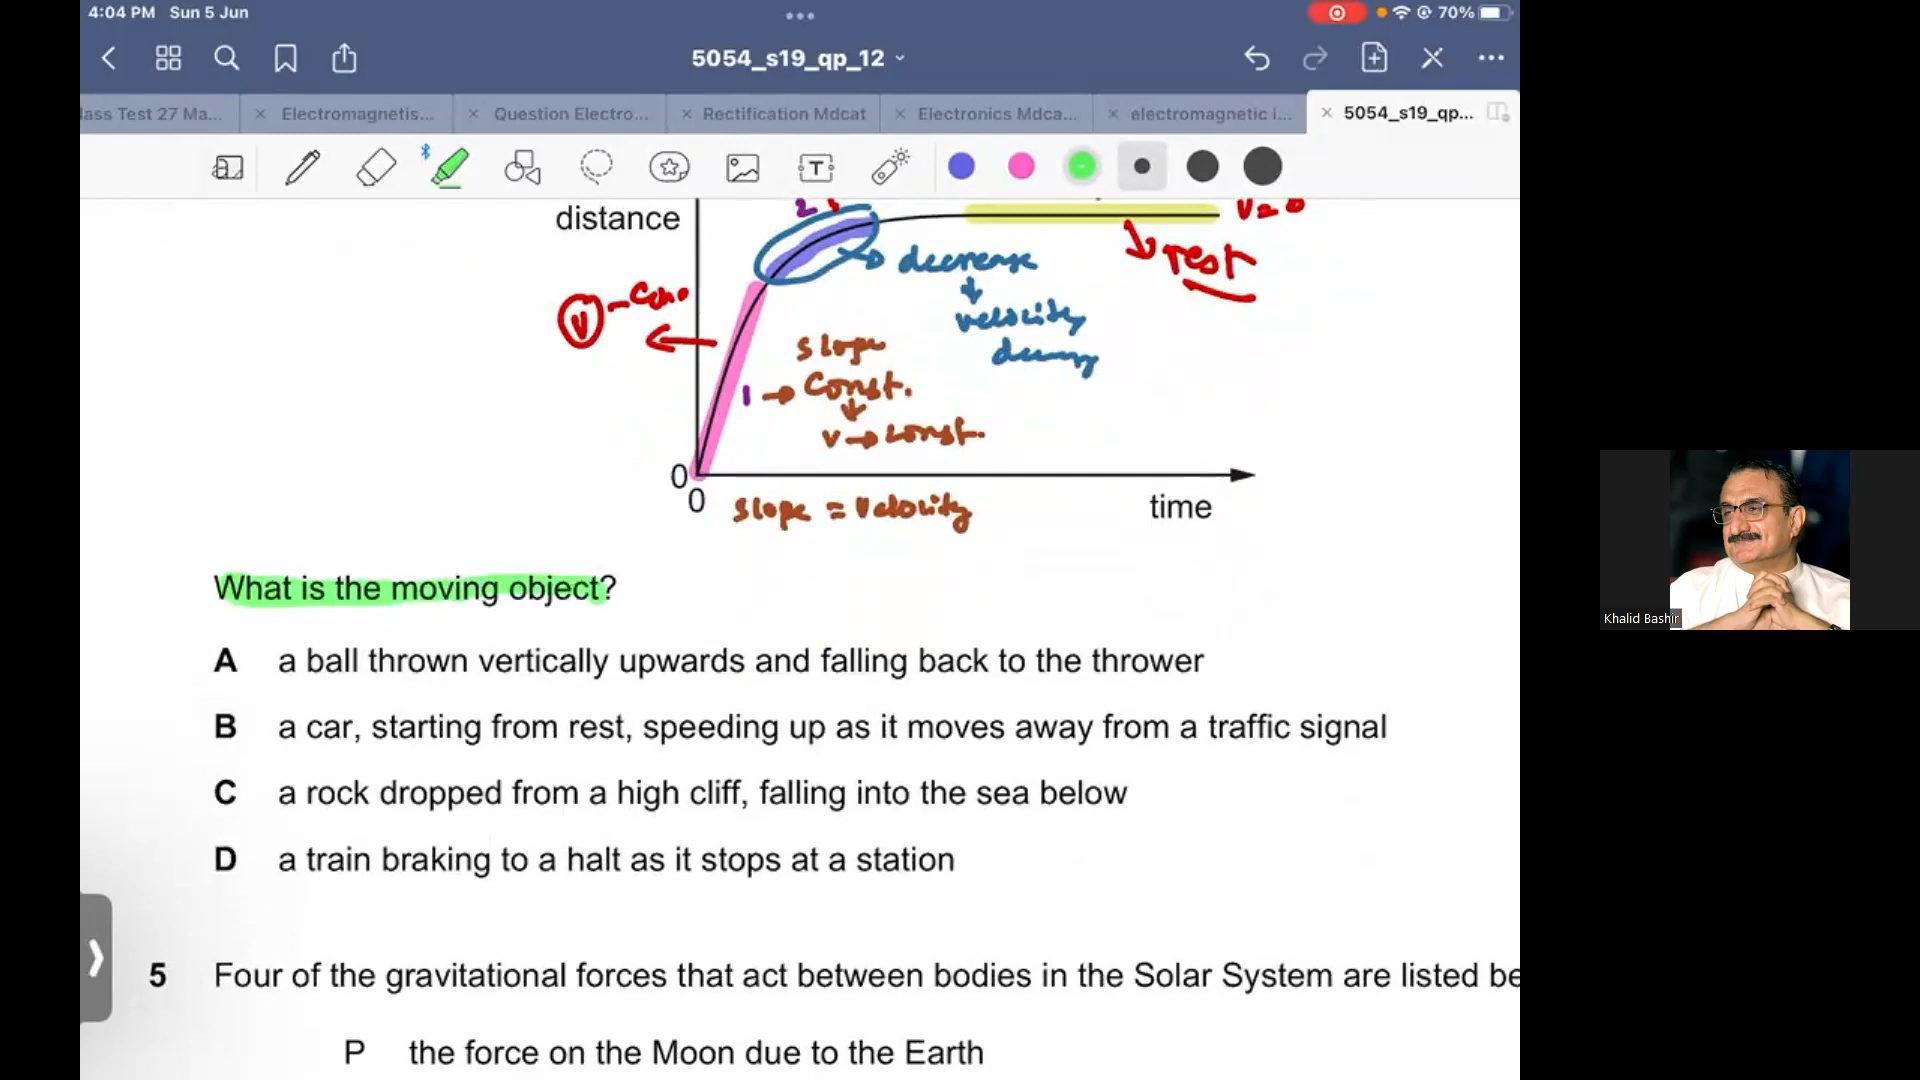 4:04 PM Sun 5 Jun
70%
5054_s19_qp_12
lass Test 27 Ma...
Electromagnetis...
Question Electro...
Rectification Mdcat
Electronics Mdca...
electromagnetic i...
5054_s19_qp...
distance
2
v = 0
rest
decrease
velocity
V
slope
1 → Const.
v → const.
0
0
slope = velocity
time
What is the moving object?
A a ball thrown vertically upwards and falling back to the thrower
B a car, starting from rest, speeding up as it moves away from a traffic signal
C a rock dropped from a high cliff, falling into the sea below
D a train braking to a halt as it stops at a station
5 Four of the gravitational forces that act between bodies in the Solar System are listed be
P the force on the Moon due to the Earth
Khalid Bashir